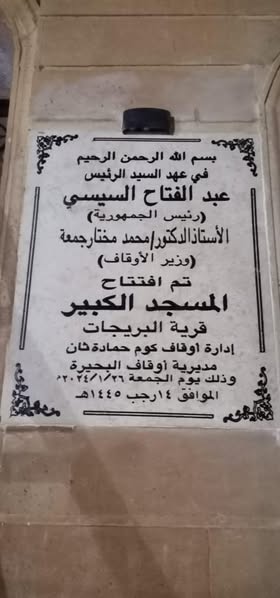 بسم الله الرحمن الرحيم
في عهد السيد الرئيس
عبد الفتاح السيسي
(رئيس الجمهورية)
الأستاذ الدكتور/محمد مختار جمعة
(وزير الأوقاف)
تم افتتاح
المسجد الكبير
قرية البريجات
إدارة أوقاف كوم حمادة ثان
مديرية أوقاف البحيرة
وذلك يوم الجمعة ٢٠٢٤/١/٢٦م
الموافق ١٤ رجب ١٤٤٥هـ